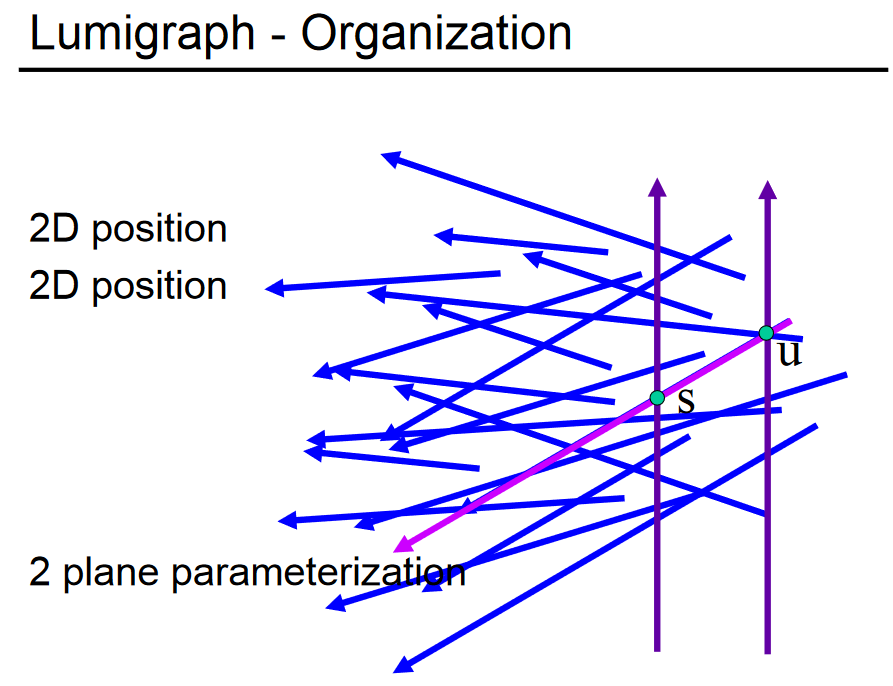 Lumigraph - Organization
2D position
2D position
u
s
2 plane parameterization